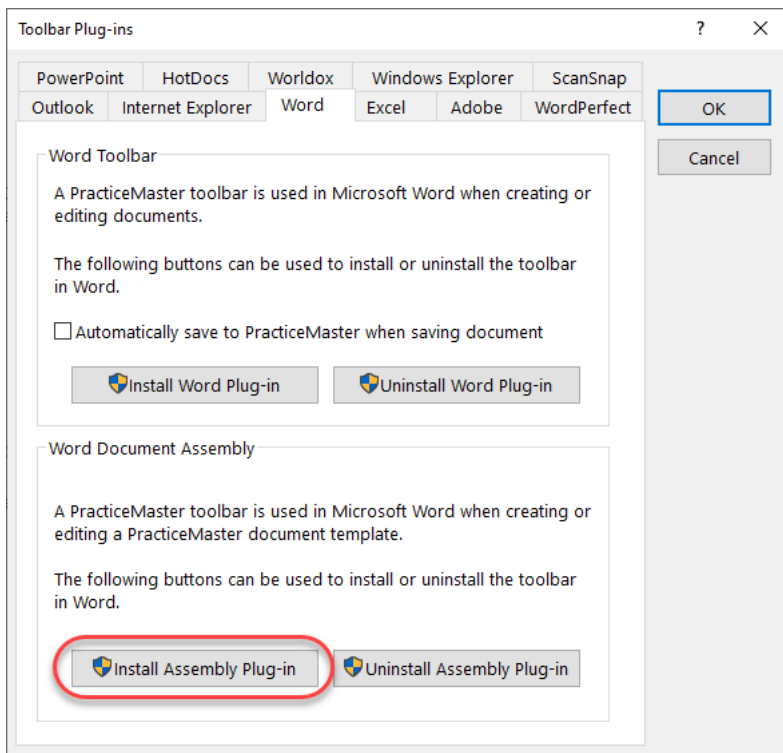 Toolbar Plug-ins
?
PowerPoint HotDocs Worldox Windows Explorer ScanSnap
Outlook Internet Explorer Word Excel Adobe WordPerfect
OK
Cancel
Word Toolbar
A PracticeMaster toolbar is used in Microsoft Word when creating or
editing documents.
The following buttons can be used to install or uninstall the toolbar
in Word.
Automatically save to PracticeMaster when saving document
Install Word Plug-in Uninstall Word Plug-in
Word Document Assembly
A PracticeMaster toolbar is used in Microsoft Word when creating or
editing a PracticeMaster document template.
The following buttons can be used to install or uninstall the toolbar
in Word.
Install Assembly Plug-in Uninstall Assembly Plug-in